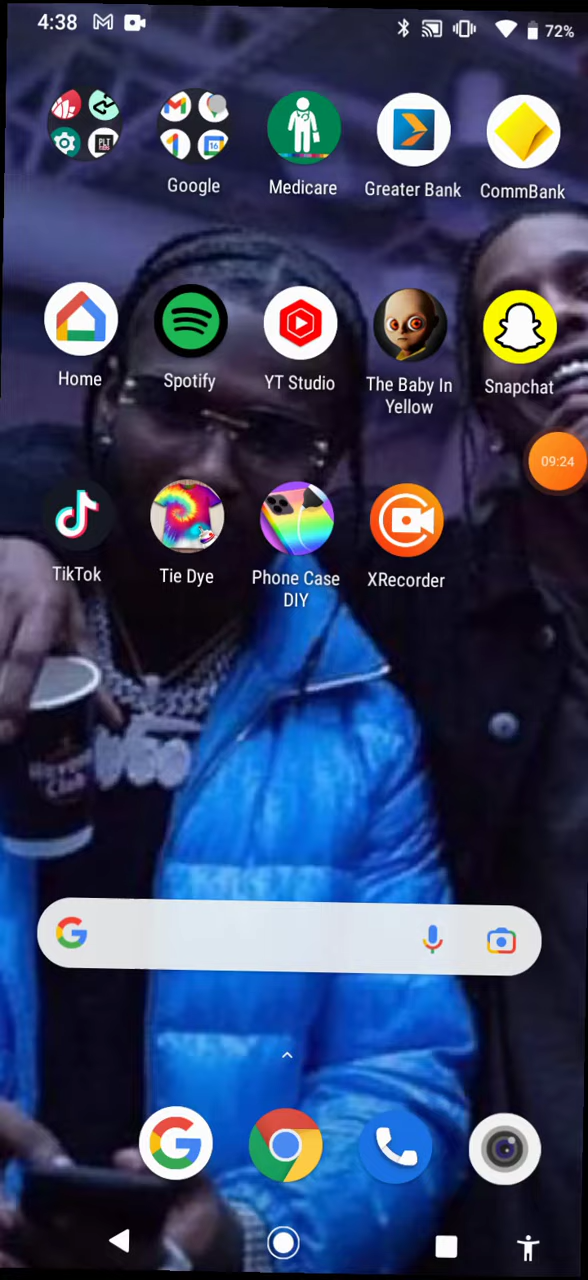 4:38
72%
Google
Medicare
Greater Bank
CommBank
Home
Spotify
YT Studio
The Baby In
Yellow
Snapchat
09:24
TikTok
Tie Dye
Phone Case
DIY
XRecorder